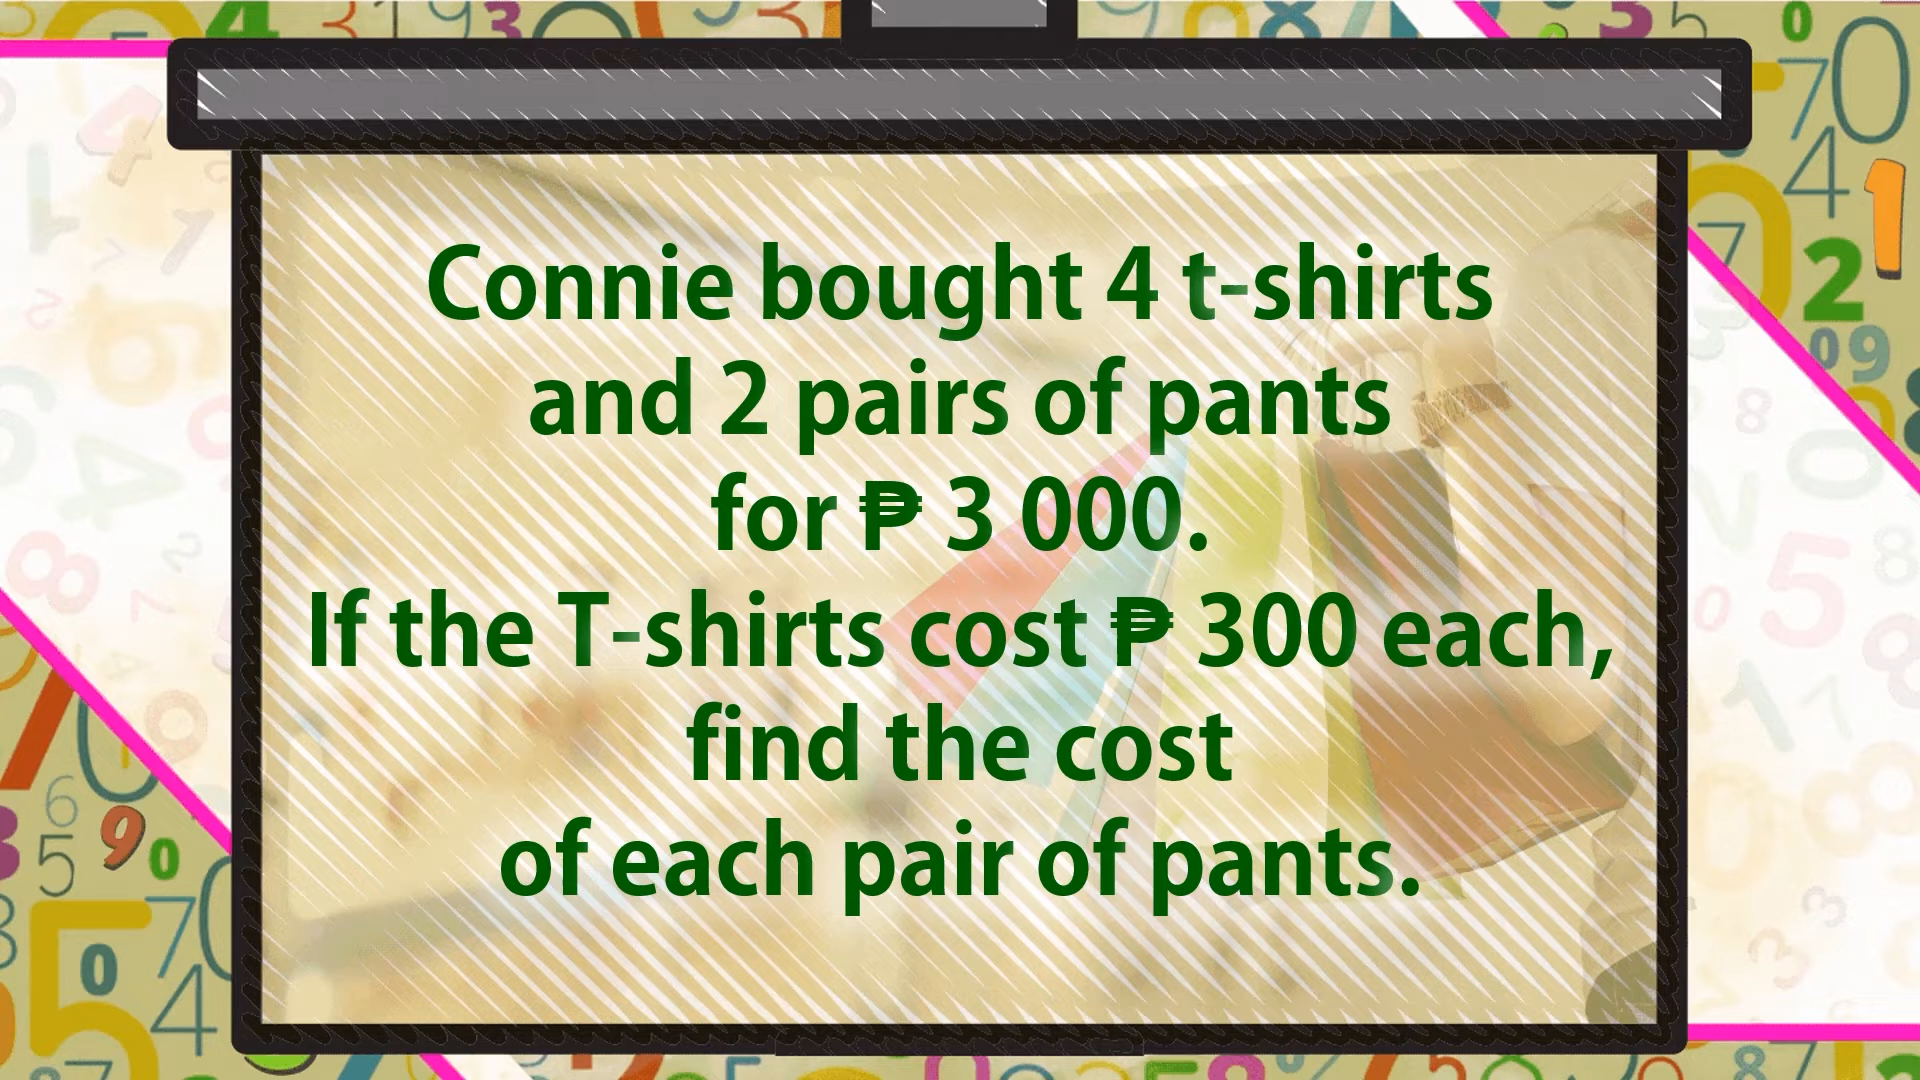 Connie bought 4 t-shirts
and 2 pairs of pants
for ₱ 3 000.
If the T-shirts cost ₱ 300 each,
find the cost
of each pair of pants.